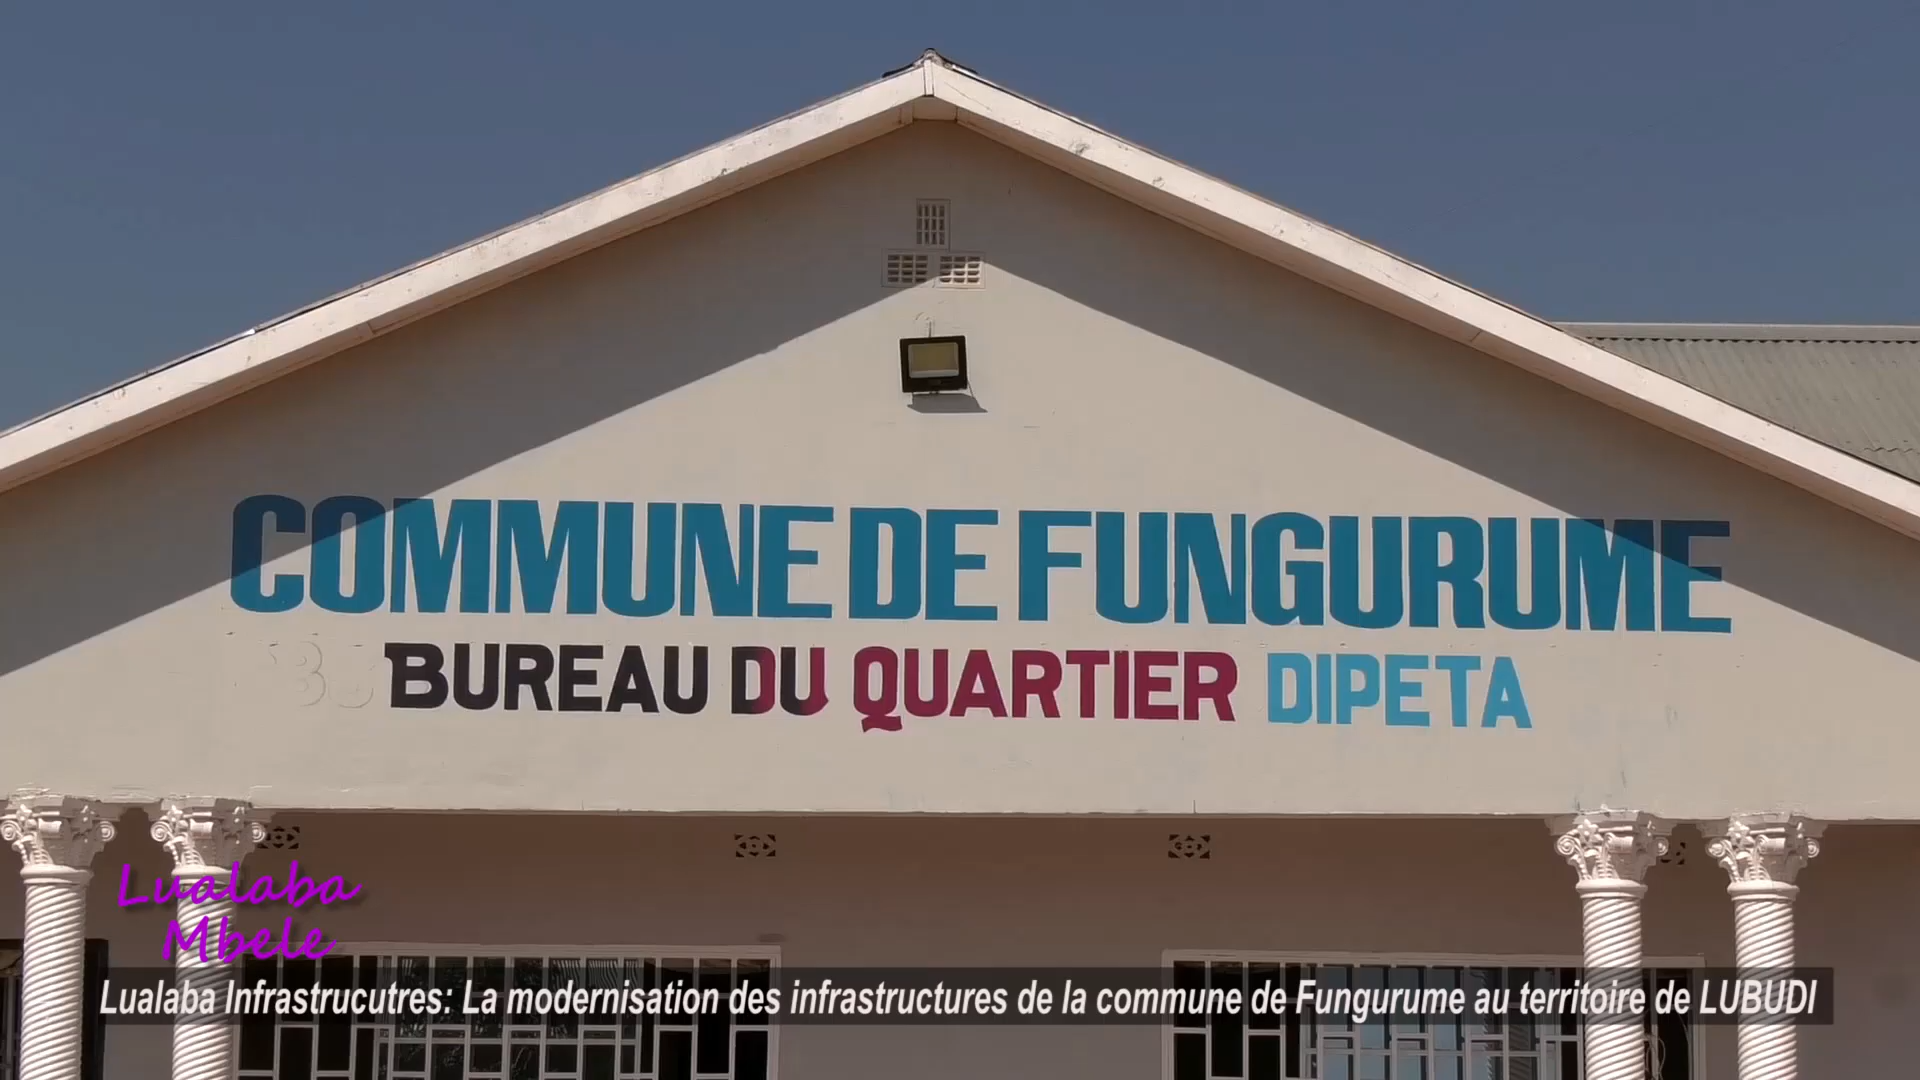 COMMUNE DE FUNGURUME
BUREAU DU QUARTIER DIPETA
Lualaba
Mbele
Lualaba Infrastrucutres: La modernisation des infrastructures de la commune de Fungurume au territoire de LUBUDI